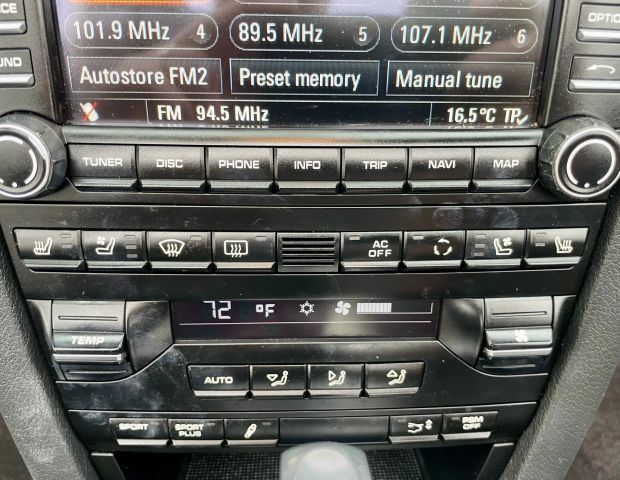 101.9 MHz 4 89.5 MHz 5 107.1 MHz 6
Autostore FM2 Preset memory Manual tune
FM 94.5 MHz 16.5°C TP
TUNER DISC PHONE INFO TRIP NAVI MAP
AC OFF
72 °F
TEMP
AUTO
SPORT SPORT PLUS PSM OFF